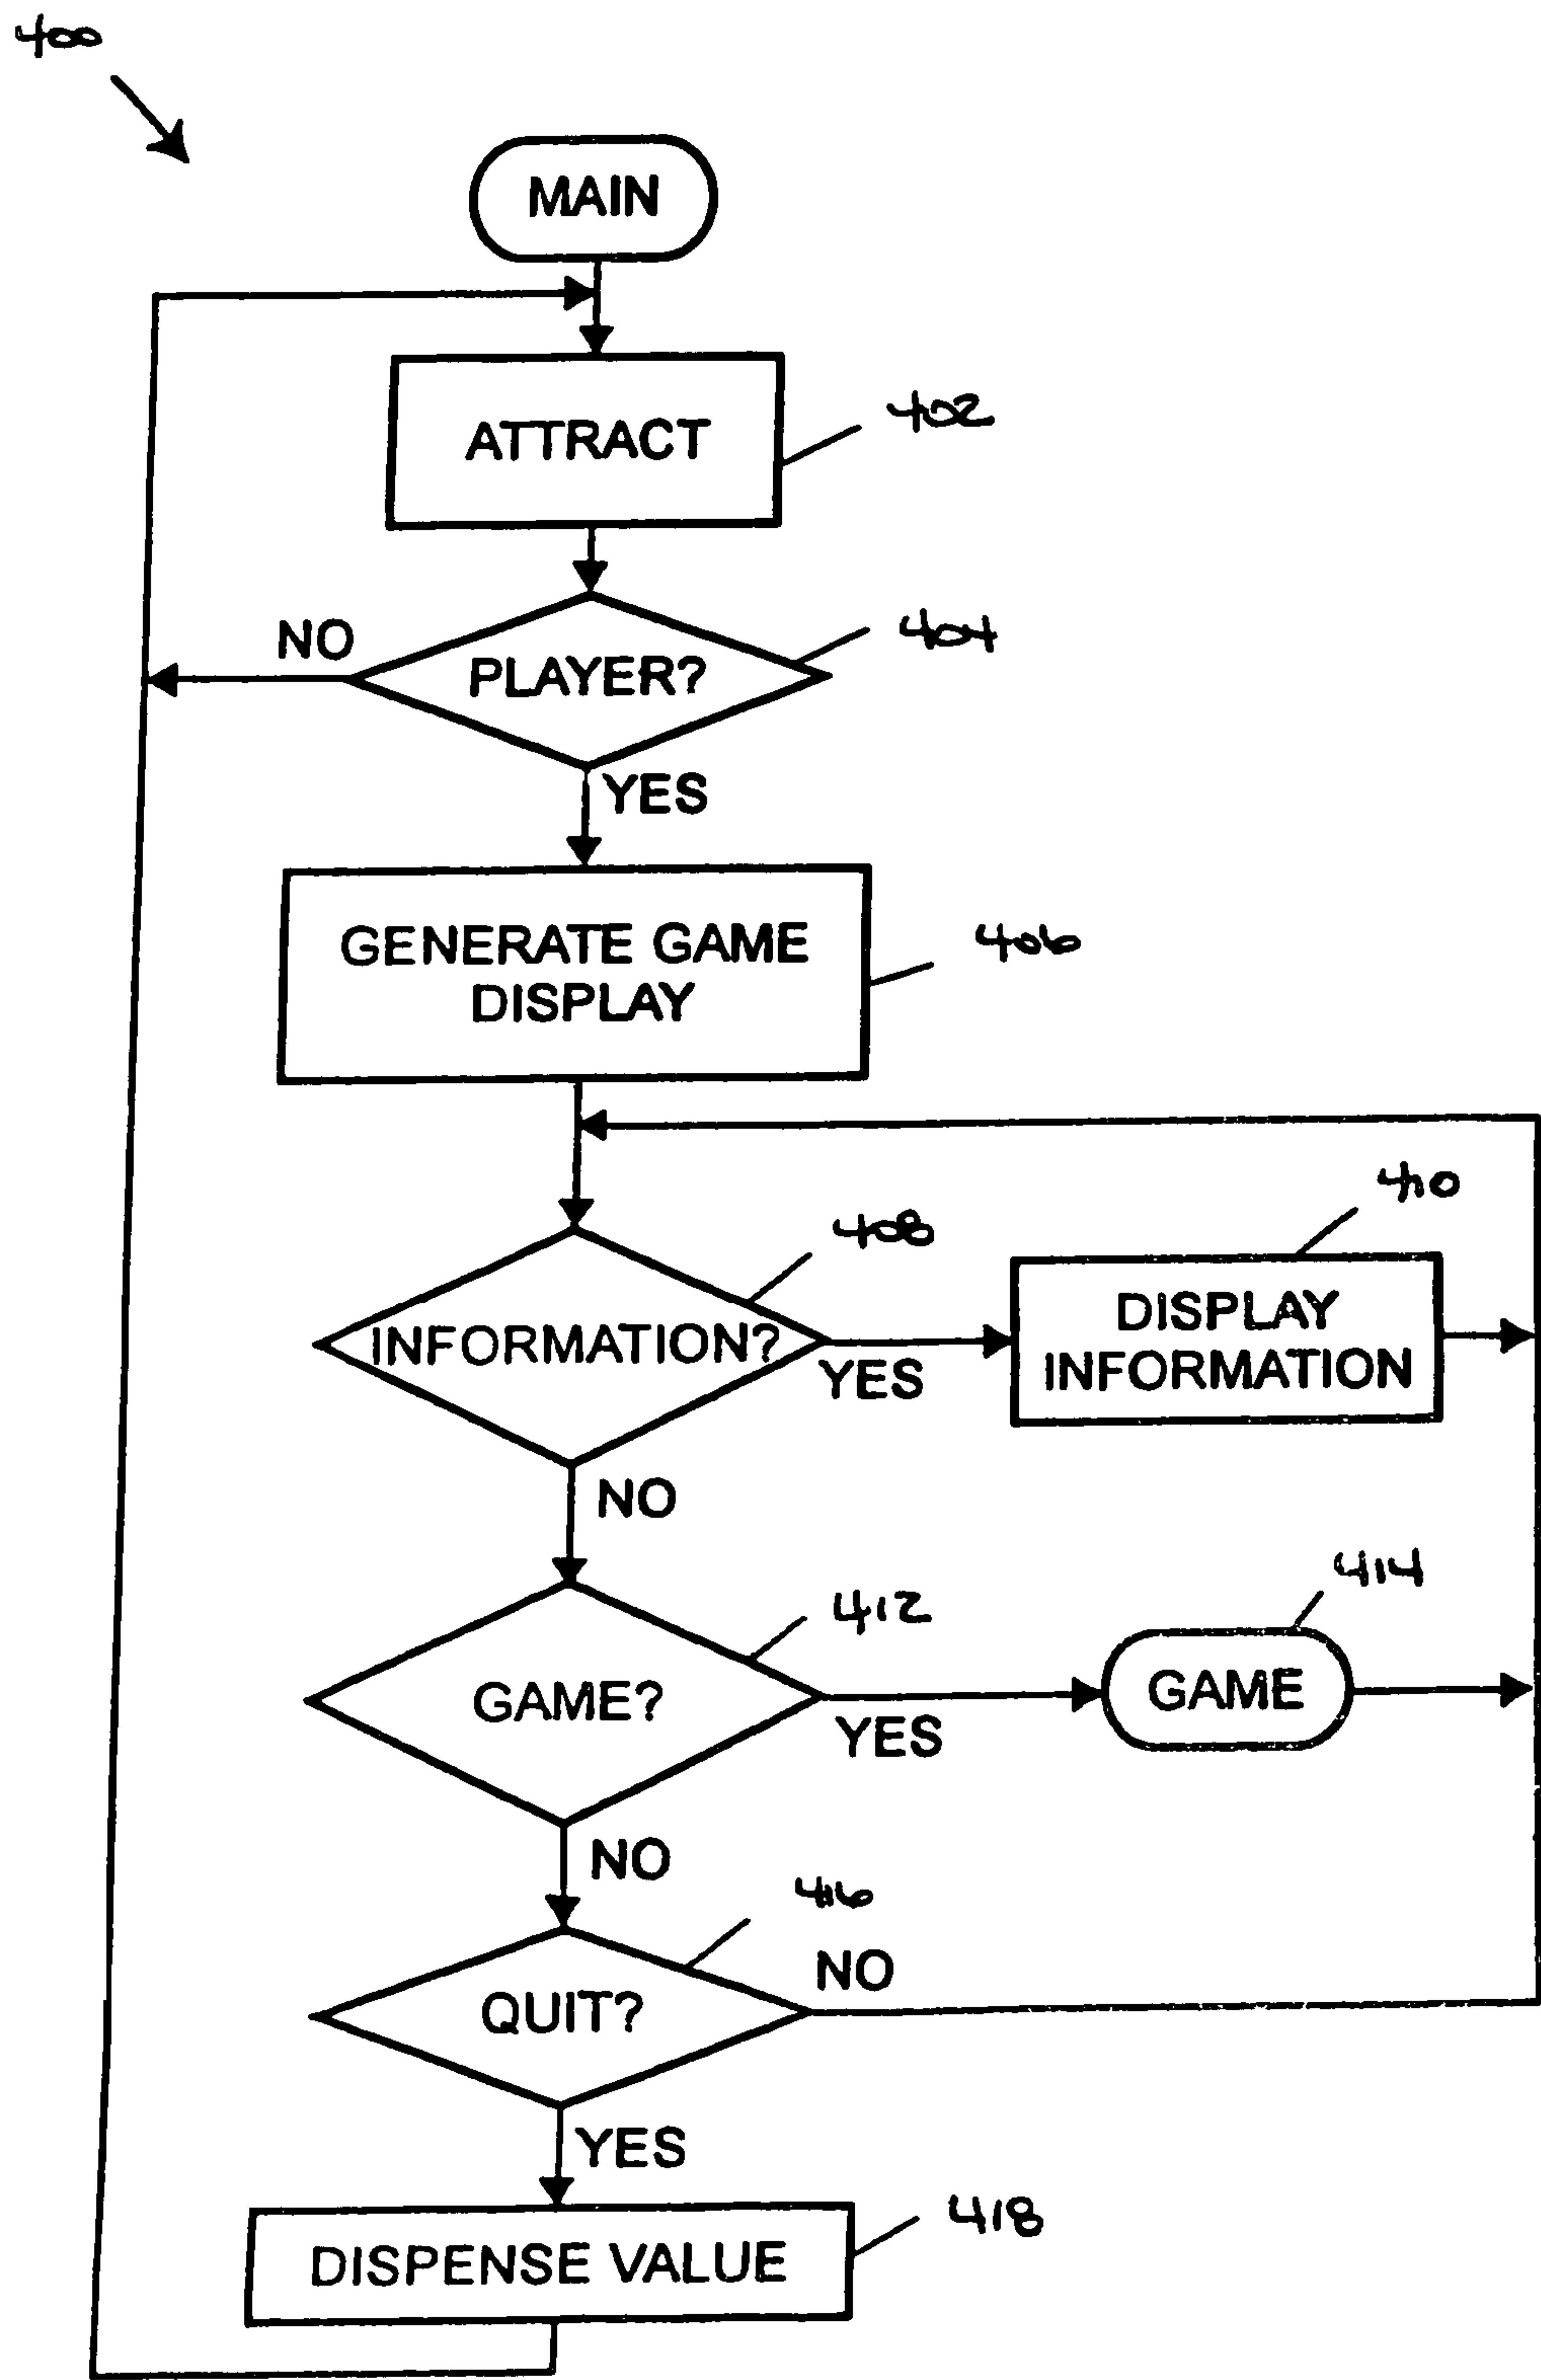 400
MAIN
ATTRACT
402
NO
PLAYER?
404
YES
GENERATE GAME
DISPLAY
406
INFORMATION?
408
YES
DISPLAY
INFORMATION
410
NO
GAME?
412
YES
GAME
414
NO
QUIT?
416
NO
YES
DISPENSE VALUE
418